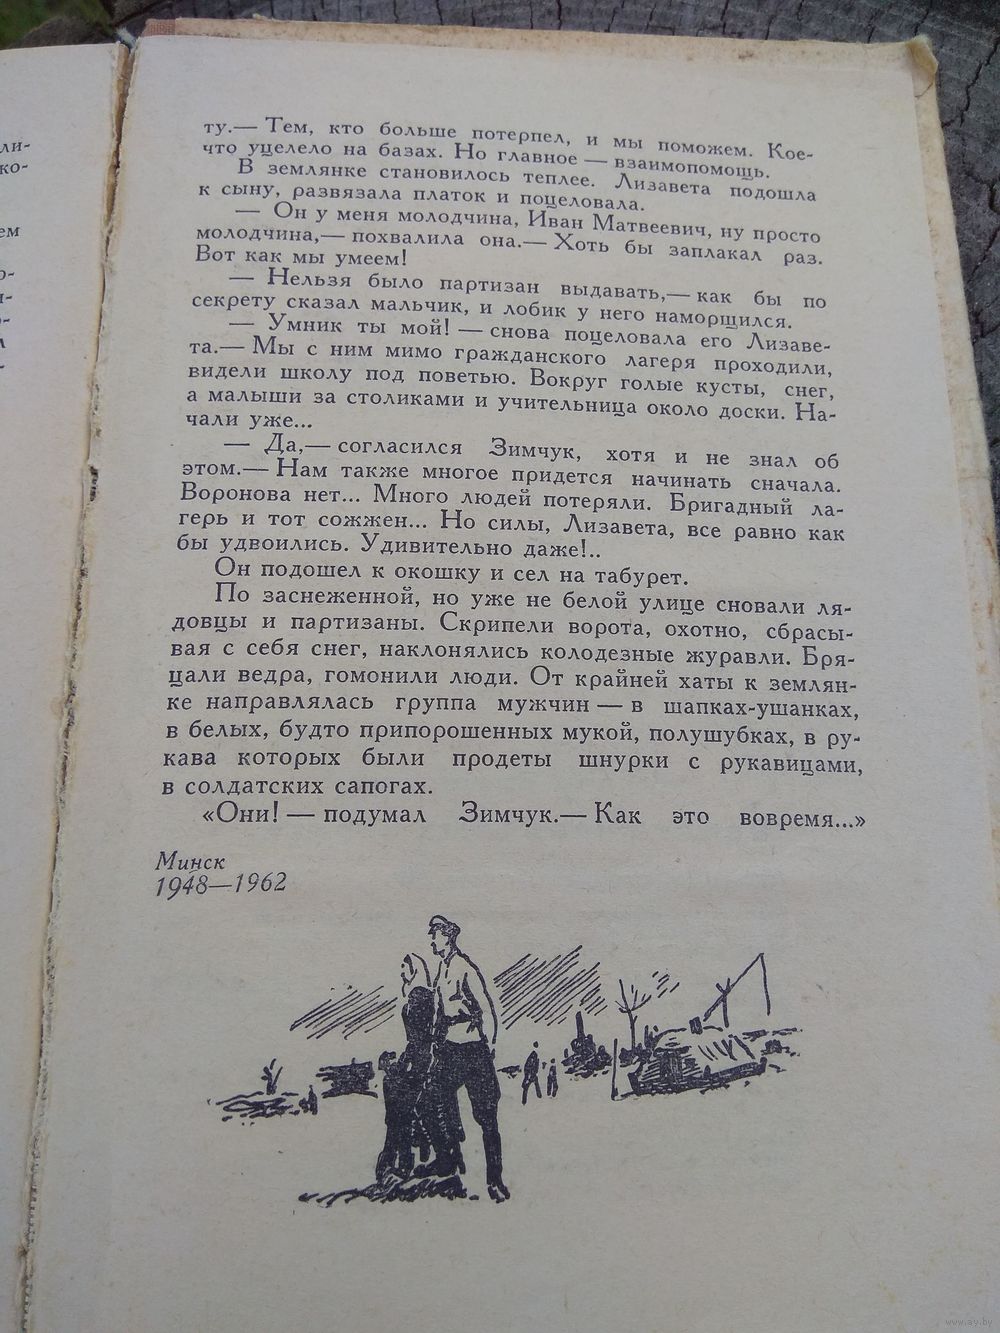 ли-
ко-
ем
о-
и-
о-
л
-
ту.— Тем, кто больше потерпел, и мы поможем. Кое-
что уцелело на базах. Но главное — взаимопомощь.
В землянке становилось теплее. Лизавета подошла
к сыну, развязала платок и поцеловала.
— Он у меня молодчина, Иван Матвеевич, ну просто
молодчина,— похвалила она.— Хоть бы заплакал раз.
Вот как мы умеем!
— Нельзя было партизан выдавать,— как бы по
секрету сказал мальчик, и лобик у него наморщился.
— Умник ты мой! — снова поцеловала его Лизаве-
та.— Мы с ним мимо гражданского лагеря проходили,
видели школу под поветью. Вокруг голые кусты, снег,
а малыши за столиками и учительница около доски. На-
чали уже...
— Да,— согласился Зимчук, хотя и не знал об
этом.— Нам также многое придется начинать сначала.
Воронова нет... Много людей потеряли. Бригадный ла-
герь и тот сожжен... Но силы, Лизавета, все равно как
бы удвоились. Удивительно даже!..
Он подошел к окошку и сел на табурет.
По заснеженной, но уже не белой улице сновали ля-
довцы и партизаны. Скрипели ворота, охотно, сбрасы-
вая с себя снег, наклонялись колодезные журавли. Бря-
цали ведра, гомонили люди. От крайней хаты к землян-
ке направлялась группа мужчин — в шапках-ушанках,
в белых, будто припорошенных мукой, полушубках, в ру-
кава которых были продеты шнурки с рукавицами,
в солдатских сапогах.
«Они! — подумал Зимчук.— Как это вовремя...»
Минск
1948—1962
www.ay.by